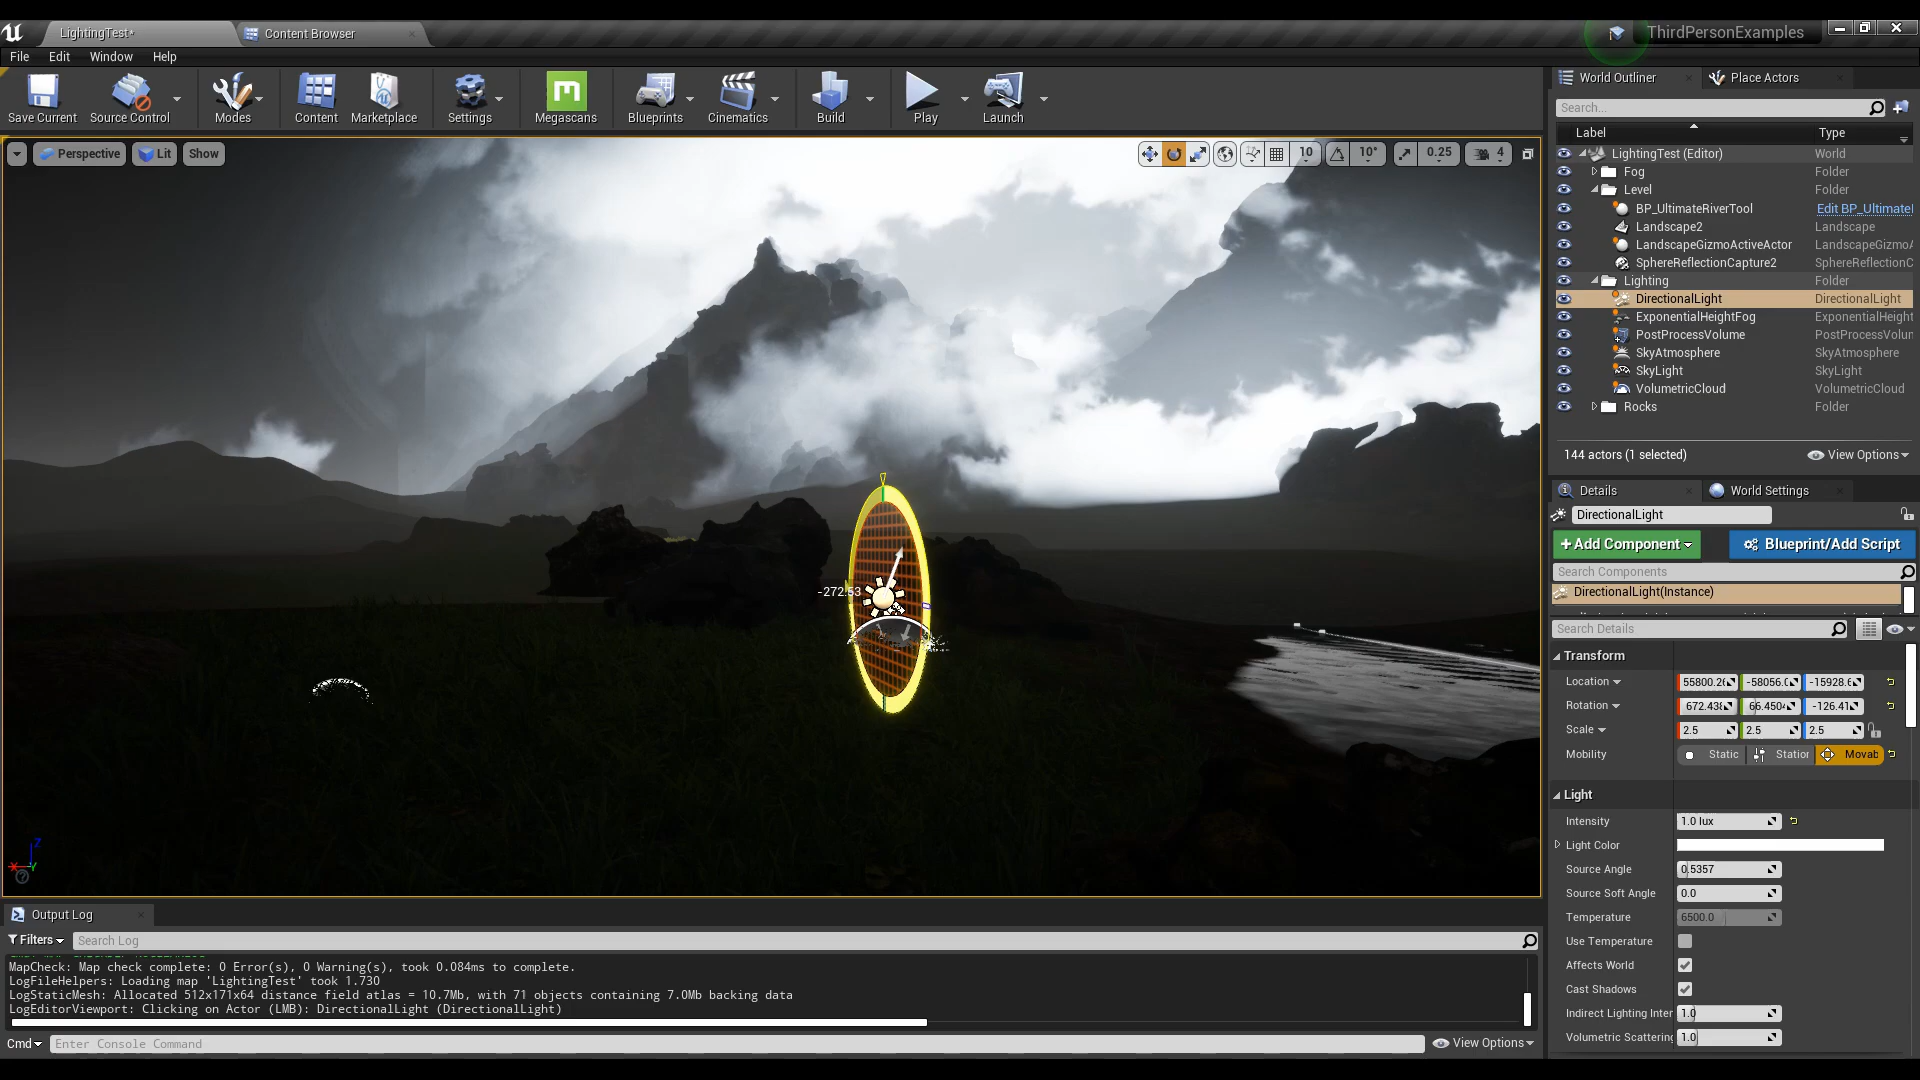 LightingTest*
Content Browser
ThirdPersonExamples
File Edit Window Help
Save Current
Source Control
Modes
Content
Marketplace
Settings
Megascans
Blueprints
Cinematics
Build
Play
Launch
Perspective
Lit
Show
10
10°
0.25
4
-272.53
World Outliner
Place Actors
Search...
Label Type
LightingTest (Editor) World
Fog Folder
Level Folder
BP_UltimateRiverTool Edit BP_Ultimatel
Landscape2 Landscape
LandscapeGizmoActiveActor LandscapeGizmoA
SphereReflectionCapture2 SphereReflectionC
Lighting Folder
DirectionalLight DirectionalLight
ExponentialHeightFog ExponentialHeight
PostProcessVolume PostProcessVolun
SkyAtmosphere SkyAtmosphere
SkyLight SkyLight
VolumetricCloud VolumetricCloud
Rocks Folder
144 actors (1 selected) View Options
Details
World Settings
DirectionalLight
+Add Component
Blueprint/Add Script
Search Components
DirectionalLight(Instance)
Search Details
Transform
Location 55800.26 -58056.0 -15928.6
Rotation 672.438 66.4504 -126.41
Scale 2.5 2.5 2.5
Mobility Static Station Movab
Light
Intensity 1.0 lux
Light Color
Source Angle 0.5357
Source Soft Angle 0.0
Temperature 6500.0
Use Temperature
Affects World
Cast Shadows
Indirect Lighting Inter 1.0
Volumetric Scattering 1.0
Output Log
Filters Search Log
MapCheck: Map check complete: 0 Error(s), 0 Warning(s), took 0.084ms to complete.
LogFileHelpers: Loading map 'LightingTest' took 1.730
LogStaticMesh: Allocated 512x171x64 distance field atlas = 10.7Mb, with 71 objects containing 7.0Mb backing data
LogEditorViewport: Clicking on Actor (LMB): DirectionalLight (DirectionalLight)
Cmd Enter Console Command View Options